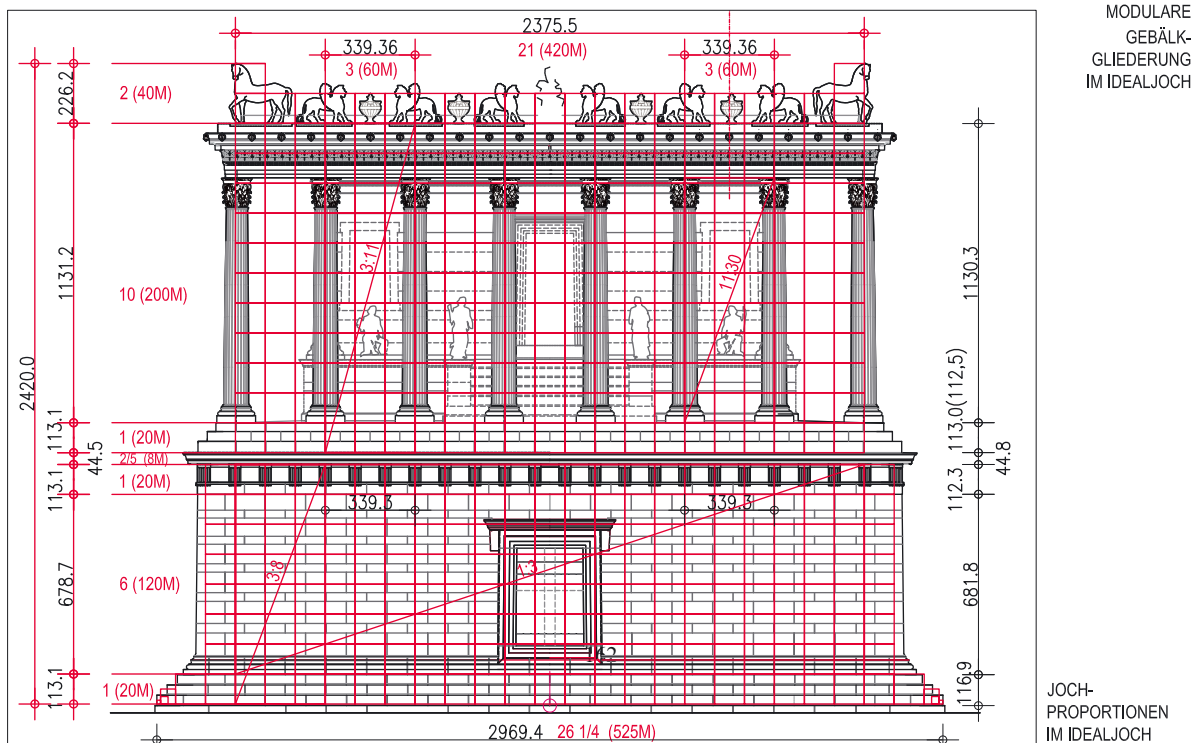 MODULARE
GEBÄLK-
GLIEDERUNG
IM IDEALJOCH
2375.5
339.36
21 (420M)
339.36
3 (60M)
3 (60M)
226.2
2 (40M)
1131.2
10 (200M)
3:11
11:30
1130.3
2420.0
113.1
1 (20M)
113.0(112,5)
44.5
2/5 (8M)
44.8
113.1
1 (20M)
112.3
339.3
339.3
678.7
6 (120M)
3:8
1:3
681.8
142
113.1
1 (20M)
116.9
2969.4
26 1/4 (525M)
JOCH-
PROPORTIONEN
IM IDEALJOCH